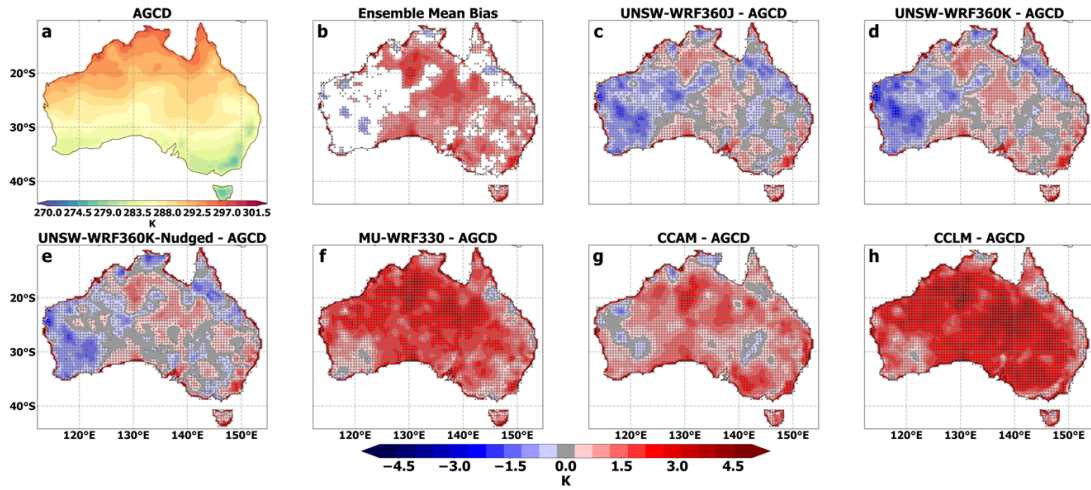 AGCD
Ensemble Mean Bias
UNSW-WRF360J - AGCD
UNSW-WRF360K - AGCD
a
b
c
d
20°S
30°S
40°S
270.0 274.5 279.0 283.5 288.0 292.5 297.0 301.5
K
UNSW-WRF360K-Nudged - AGCD
MU-WRF330 - AGCD
CCAM - AGCD
CCLM - AGCD
e
f
g
h
20°S
30°S
40°S
120°E 130°E 140°E 150°E 120°E 130°E 140°E 150°E 120°E 130°E 140°E 150°E 120°E 130°E 140°E 150°E
−4.5 −3.0 −1.5 0.0 1.5 3.0 4.5
K